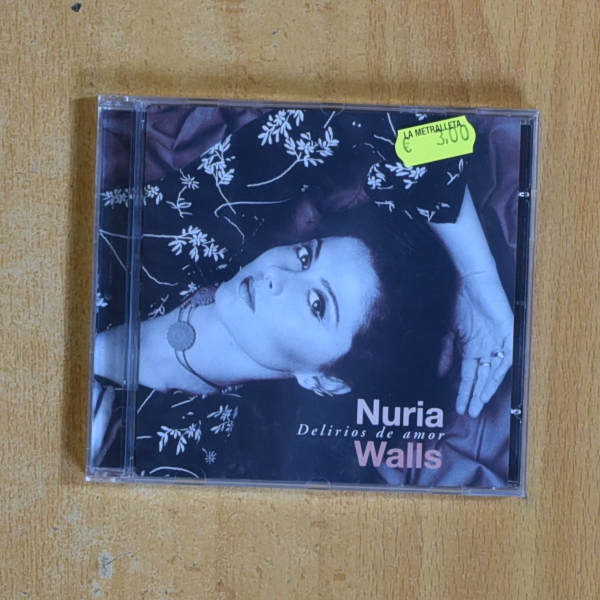 LA METRALLETA
€ 3.00
Nuria
Delirios de amor
Walls